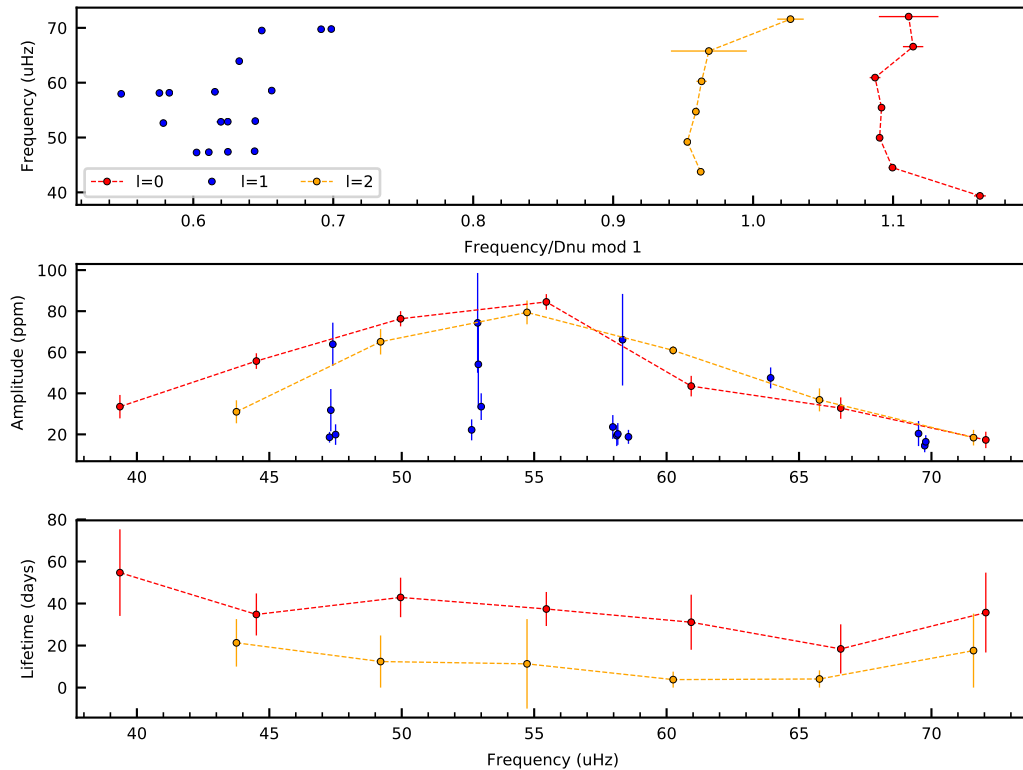 70
60
50
40
Frequency (uHz)
l=0 l=1 l=2
0.6 0.7 0.8 0.9 1.0 1.1
Frequency/Dnu mod 1
100
80
60
40
20
Amplitude (ppm)
40 45 50 55 60 65 70
80
60
40
20
0
Lifetime (days)
40 45 50 55 60 65 70
Frequency (uHz)